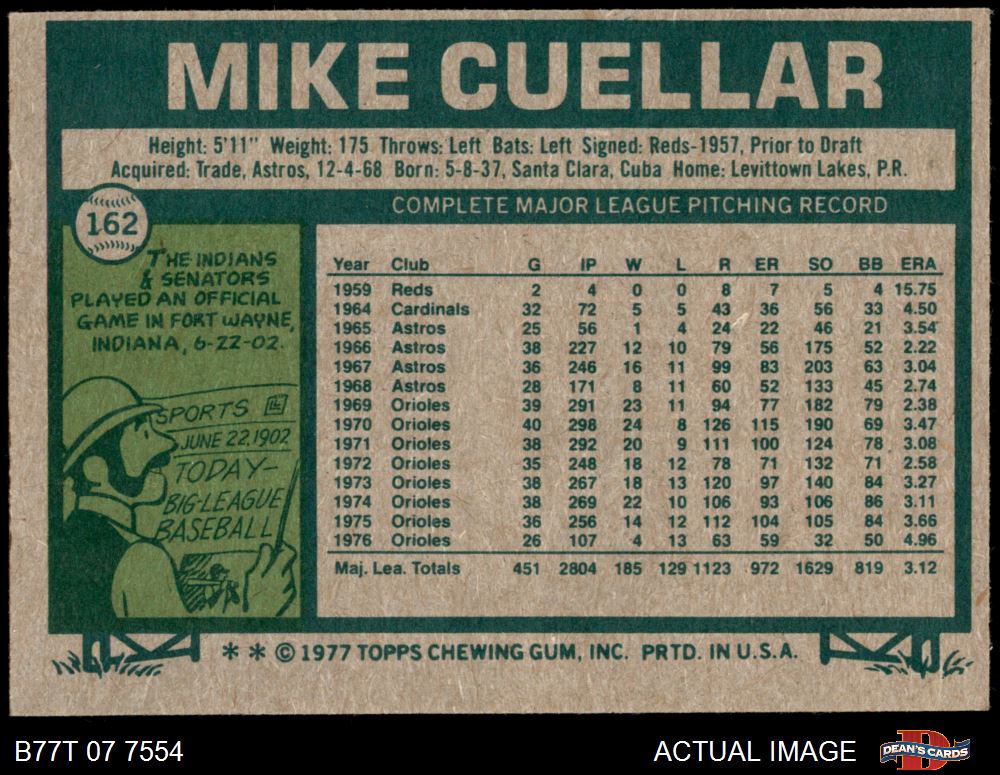 MIKE CUELLAR
Height: 5'11" Weight: 175 Throws: Left Bats: Left Signed: Reds-1957, Prior to Draft
Acquired: Trade, Astros, 12-4-68 Born: 5-8-37, Santa Clara, Cuba Home: Levittown Lakes, P.R.
162
THE INDIANS
& SENATORS
PLAYED AN OFFICIAL
GAME IN FORT WAYNE,
INDIANA, 6-22-02.
SPORTS
JUNE 22, 1902
TODAY-
BIG-LEAGUE
BASEBALL
COMPLETE MAJOR LEAGUE PITCHING RECORD
Year Club G IP W L R ER SO BB ERA
1959 Reds 2 4 0 0 8 7 5 4 15.75
1964 Cardinals 32 72 5 5 43 36 56 33 4.50
1965 Astros 25 56 1 4 24 22 46 21 3.54
1966 Astros 38 227 12 10 79 56 175 52 2.22
1967 Astros 36 246 16 11 99 83 203 63 3.04
1968 Astros 28 171 8 11 60 52 133 45 2.74
1969 Orioles 39 291 23 11 94 77 182 79 2.38
1970 Orioles 40 298 24 8 126 115 190 69 3.47
1971 Orioles 38 292 20 9 111 100 124 78 3.08
1972 Orioles 35 248 18 12 78 71 132 71 2.58
1973 Orioles 38 267 18 13 120 97 140 84 3.27
1974 Orioles 38 269 22 10 106 93 106 86 3.11
1975 Orioles 36 256 14 12 112 104 105 84 3.66
1976 Orioles 26 107 4 13 63 59 32 50 4.96
Maj. Lea. Totals 451 2804 185 129 1123 972 1629 819 3.12
* * © 1977 TOPPS CHEWING GUM, INC. PRTD. IN U.S.A.
B77T 07 7554
ACTUAL IMAGE
DEAN'S CARDS